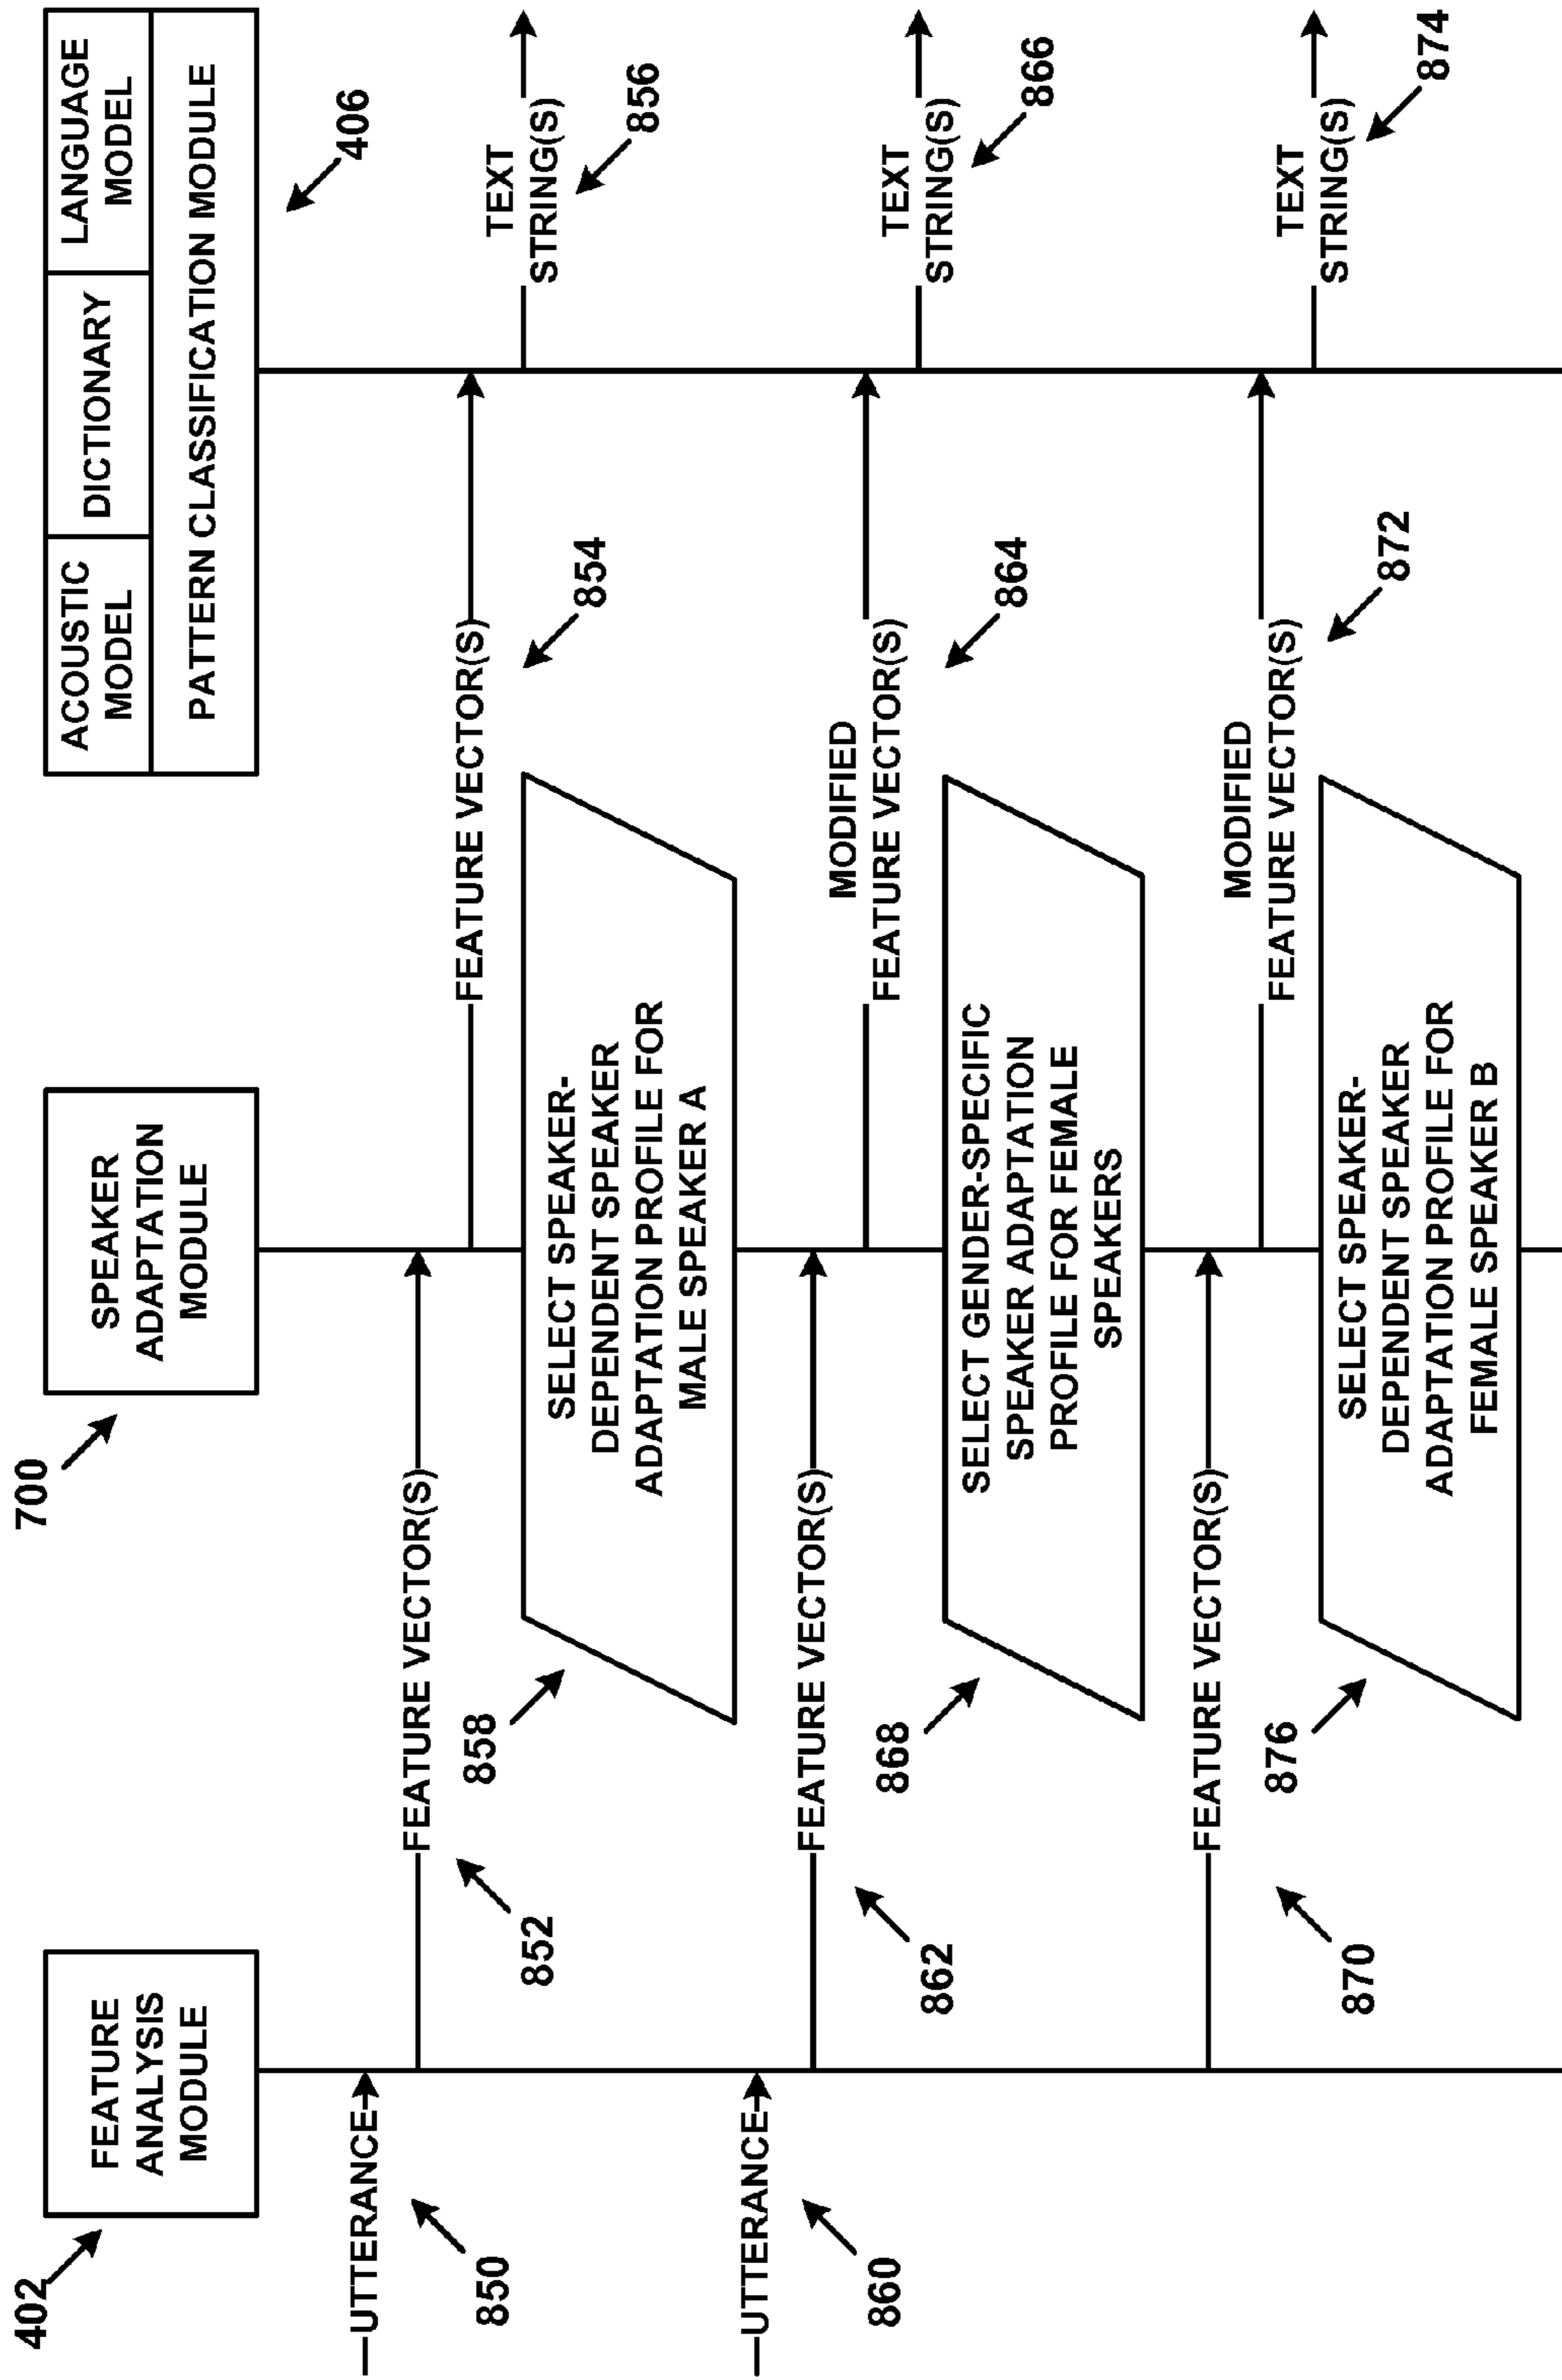 402
FEATURE
ANALYSIS
MODULE
700
SPEAKER
ADAPTATION
MODULE
ACOUSTIC
MODEL
DICTIONARY
LANGUAGE
MODEL
PATTERN CLASSIFICATION MODULE
406
UTTERANCE
850
FEATURE VECTOR(S)
852
FEATURE VECTOR(S)
854
TEXT
STRING(S)
856
858
SELECT SPEAKER-
DEPENDENT SPEAKER
ADAPTATION PROFILE FOR
MALE SPEAKER A
UTTERANCE
860
FEATURE VECTOR(S)
862
MODIFIED
FEATURE VECTOR(S)
864
TEXT
STRING(S)
866
868
SELECT GENDER-SPECIFIC
SPEAKER ADAPTATION
PROFILE FOR FEMALE
SPEAKERS
FEATURE VECTOR(S)
870
MODIFIED
FEATURE VECTOR(S)
872
TEXT
STRING(S)
874
876
SELECT SPEAKER-
DEPENDENT SPEAKER
ADAPTATION PROFILE FOR
FEMALE SPEAKER B